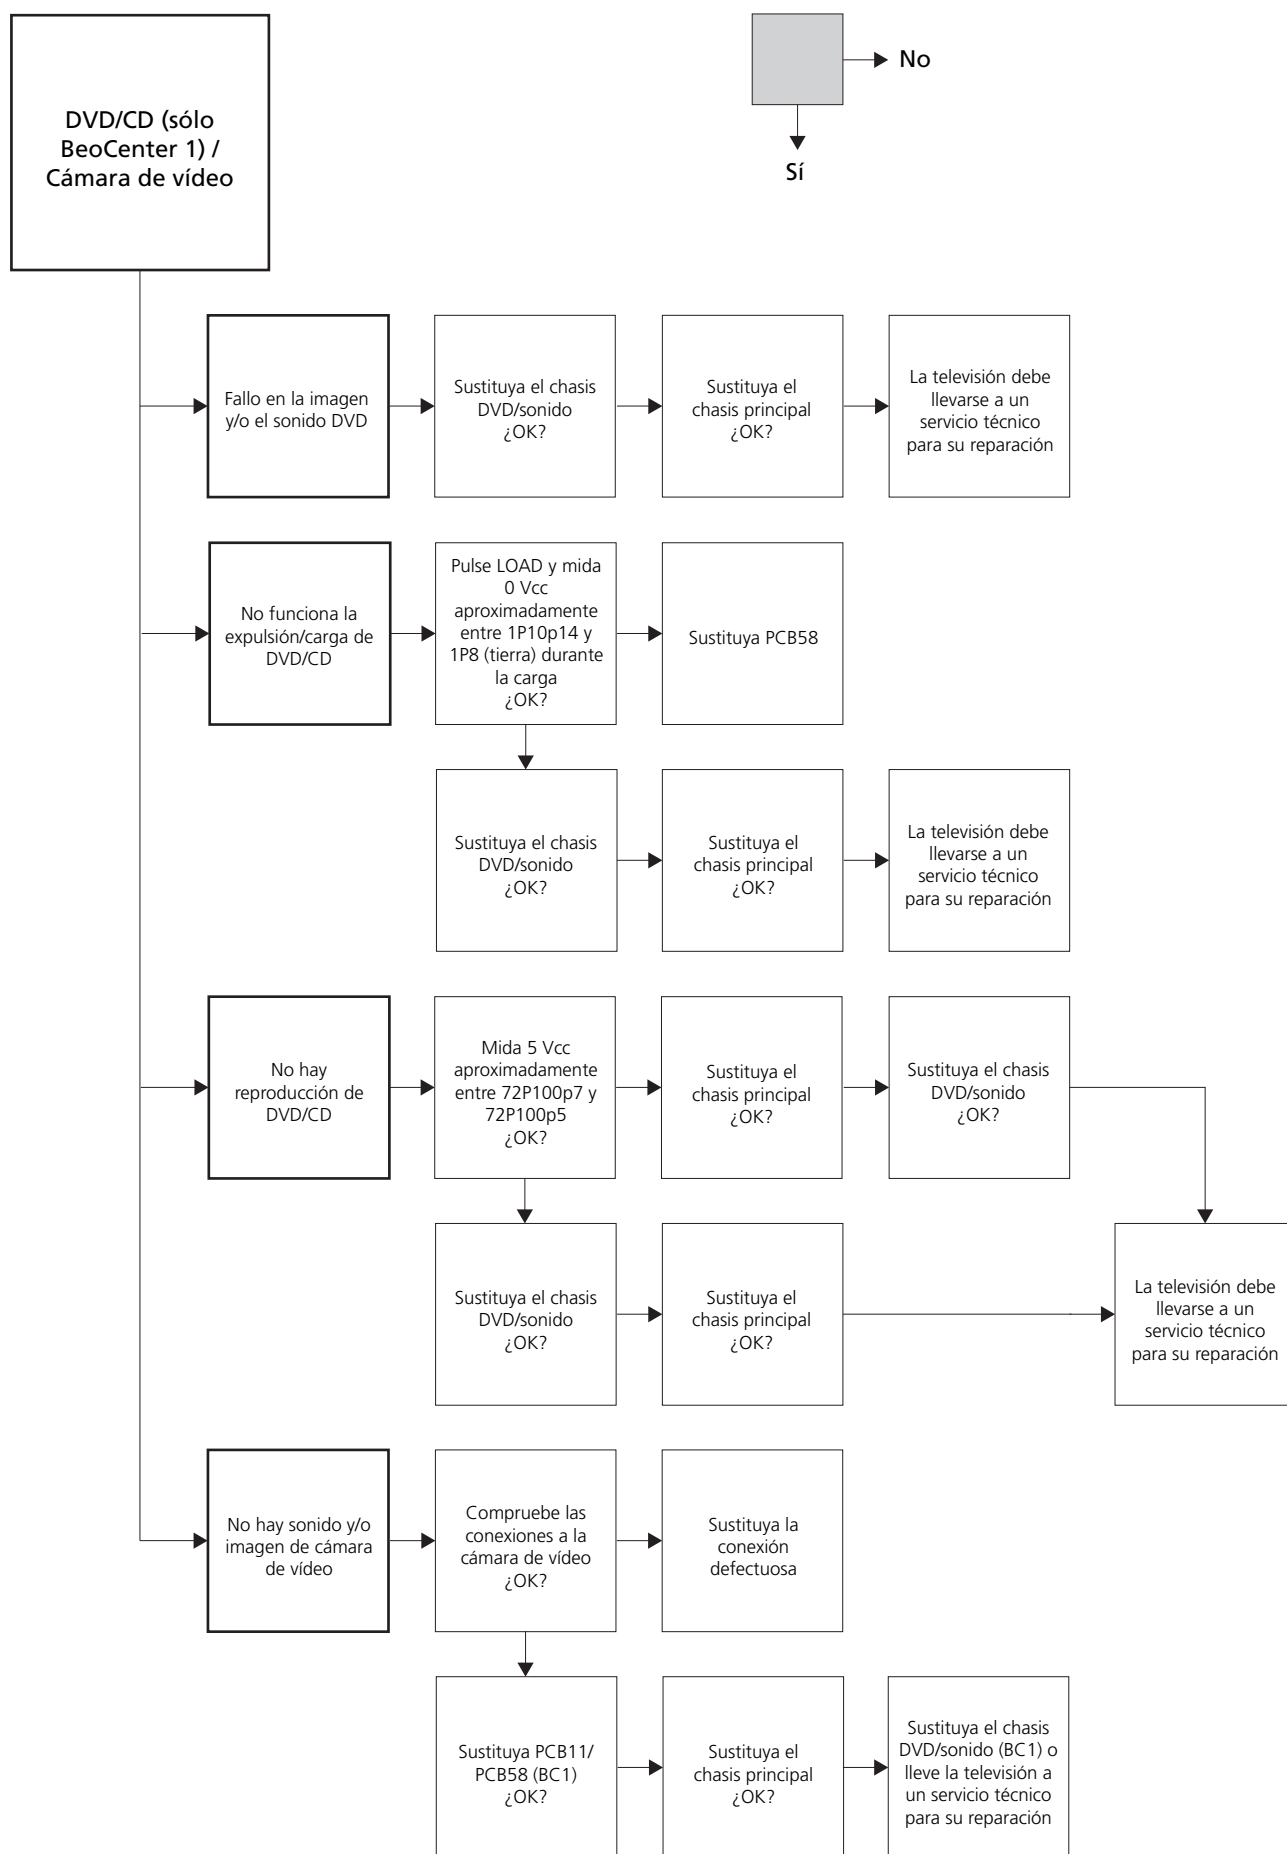 DVD/CD (sólo
BeoCenter 1) /
Cámara de vídeo
No
Sí
Fallo en la imagen
y/o el sonido DVD
Sustituya el chasis
DVD/sonido
¿OK?
Sustituya el
chasis principal
¿OK?
La televisión debe
llevarse a un
servicio técnico
para su reparación
No funciona la
expulsión/carga de
DVD/CD
Pulse LOAD y mida
0 Vcc
aproximadamente
entre 1P10p14 y
1P8 (tierra) durante
la carga
¿OK?
Sustituya PCB58
Sustituya el chasis
DVD/sonido
¿OK?
Sustituya el
chasis principal
¿OK?
La televisión debe
llevarse a un
servicio técnico
para su reparación
No hay
reproducción de
DVD/CD
Mida 5 Vcc
aproximadamente
entre 72P100p7 y
72P100p5
¿OK?
Sustituya el
chasis principal
¿OK?
Sustituya el chasis
DVD/sonido
¿OK?
Sustituya el chasis
DVD/sonido
¿OK?
Sustituya el
chasis principal
¿OK?
La televisión debe
llevarse a un
servicio técnico
para su reparación
No hay sonido y/o
imagen de cámara
de vídeo
Compruebe las
conexiones a la
cámara de vídeo
¿OK?
Sustituya la
conexión
defectuosa
Sustituya PCB11/
PCB58 (BC1)
¿OK?
Sustituya el
chasis principal
¿OK?
Sustituya el chasis
DVD/sonido (BC1) o
lleve la televisión a
un servicio técnico
para su reparación